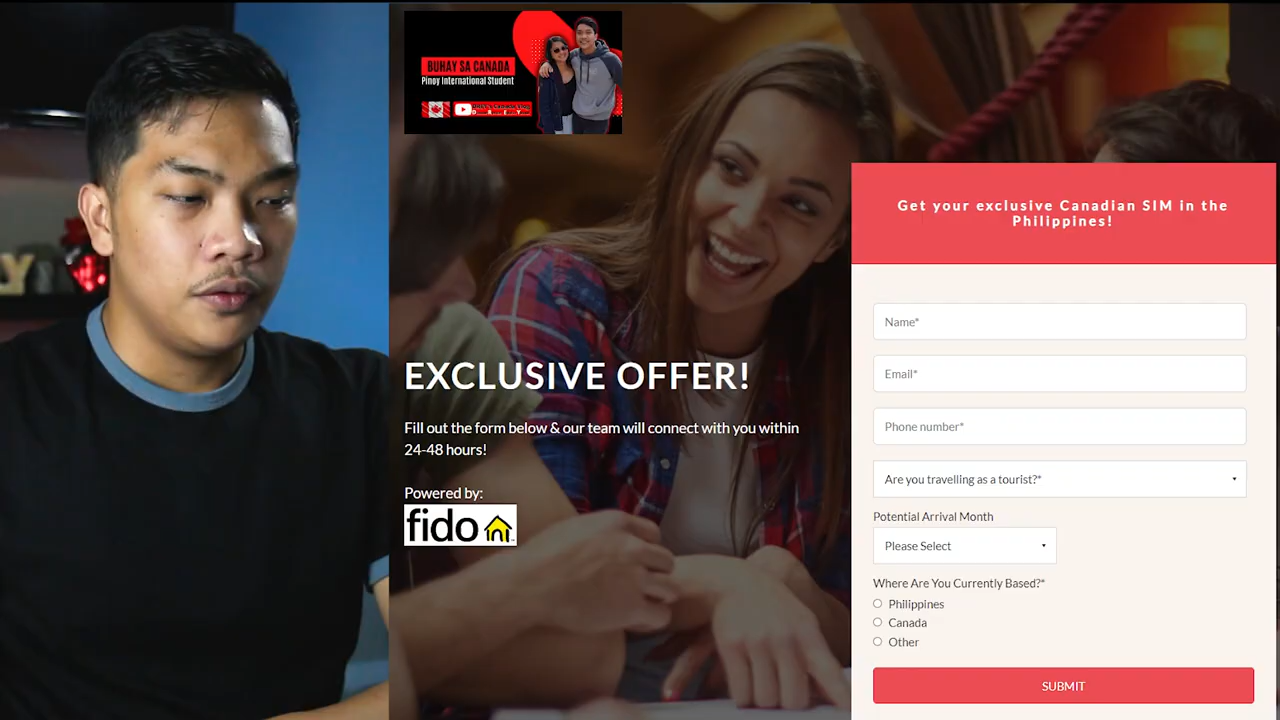 BUHAY SA CANADA
Pinoy International Student
Get your exclusive Canadian SIM in the
Philippines!
Name*
Email*
Phone number*
EXCLUSIVE OFFER!
Fill out the form below & our team will connect with you within
24-48 hours!
Are you travelling as a tourist?*
Powered by:
fido
Potential Arrival Month
Please Select
Where Are You Currently Based?*
Philippines
Canada
Other
SUBMIT
Y